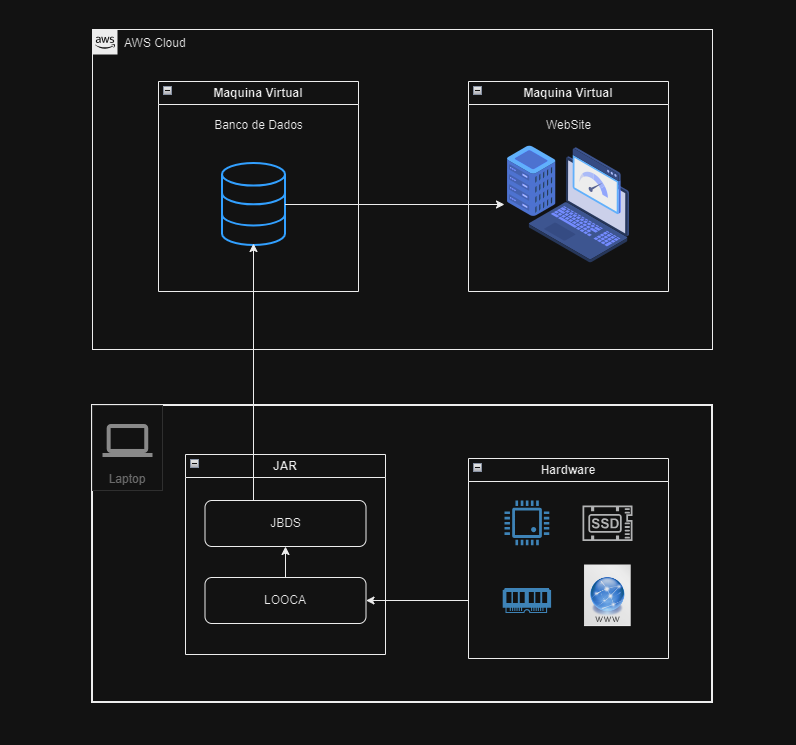 aws
AWS Cloud
Maquina Virtual
Banco de Dados
Maquina Virtual
WebSite
Laptop
JAR
JBDS
LOOCA
Hardware
SSD
WWW